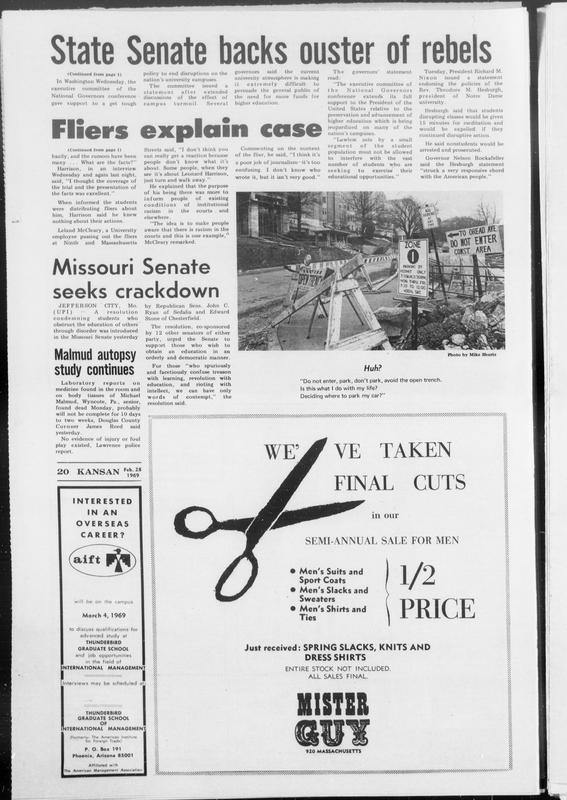 State Senate backs ouster of rebels
(Continued from page 1)
In Washington Wednesday, the
executive committee of the
National Governors conference
gave support to a get tough
policy to end disruptions on the
nation's university campuses.
The committee issued a
statement after extended
discussions of the effect of
campus turmoil. Several
governors said the current
university atmosphere is making
it extremely difficult to
persuade the general public of
the need for more funds for
higher education.
The governors' statement
read:
"The executive committee of
the National Governors
conference extends its full
support to the President of the
United States relative to the
preservation and advancement of
higher education which is being
jeopardized on many of the
nation's campuses.
"Lawless acts by a small
segment of the student
population must not be allowed
to interfere with the vast
number of students who are
seeking to exercise their
educational opportunities."
Tuesday, President Richard M.
Nixon issued a statement
endorsing the policies of the
Rev. Theodore M. Hesburgh,
president of Notre Dame
university.
Hesburgh said that students
disrupting classes would be given
15 minutes for meditation and
would be expelled if they
continued disruptive action.
He said nonstudents would be
arrested and prosecuted.
Governor Nelson Rockefeller
said the Hesburgh statement
"struck a very responsive chord
with the American people."
Fliers explain case
(Continued from page 1)
bazily, and the rumors have been
many . . . What are the facts?"
Harrison, in an interview
Wednesday and again last night,
said, "I thought the coverage of
the trial and the presentation of
the facts was excellent."
When informed the students
were distributing fliers about
him, Harrison said he knew
nothing about their actions.
Leland McCleary, a University
employee passing out the fliers
at Ninth and Massachusetts
Streets said, "I don't think you
can really get a reaction because
people don't know what it's
about. Some people, when they
see it's about Leonard Harrison,
just turn and walk away."
He explained that the purpose
of his being there was more to
inform people of existing
conditions of institutional
racism in the courts and
elsewhere.
"The idea is to make people
aware that there is racism in the
courts and this is one example,"
McCleary remarked.
Commenting on the content
of the flier, he said, "I think it's
a poor job of journalism-it's too
confusing. I don't know who
wrote it, but it isn't very good."
Missouri Senate
seeks crackdown
JEFFERSON CITY, Mo.
(UPI) — A resolution
condemning students who
obstruct the education of others
through disorder was introduced
in the Missouri Senate yesterday
by Republican Sens. John C.
Ryan of Sedalia and Edward
Stone of Chesterfield.
The resolution, co-sponsored
by 12 other senators of either
party, urged the Senate to
support those who wish to
obtain an education in an
orderly and democratic manner.
For those "who spuriously
and facetiously confuse treason
with learning, revolution with
education, and rioting with
intellect, we can have only
words of contempt," the
resolution said.
ZONE
1
PARKING BY
PERMIT ONLY
TO OREAD AVE
DO NOT ENTER
CONST. AREA
OPEN TRENCH
Photo by Mike Shortz
Huh?
"Do not enter, park, don't park, avoid the open trench.
Is this what I do with my life?
Deciding where to park my car?"
Malmud autopsy
study continues
Laboratory reports on
medicine found in the room and
on body tissues of Michael
Malmud, Wyncote, Pa., senior,
found dead Monday, probably
will not be complete for 10 days
to two weeks, Douglas County
Coroner James Reed said
yesterday.
No evidence of injury or foul
play existed, Lawrence police
report.
20 KANSAN Feb. 28
1969
INTERESTED
IN AN
OVERSEAS
CAREER?
aift
will be on the campus
March 4, 1969
to discuss qualifications for
advanced study at
THUNDERBIRD
GRADUATE SCHOOL
and job opportunities
in the field of
INTERNATIONAL MANAGEMENT
Interviews may be scheduled at
THUNDERBIRD
GRADUATE SCHOOL
OF
INTERNATIONAL MANAGEMENT
(Formerly: The American Institute
for Foreign Trade)
P. O. Box 191
Phoenix, Arizona 85001
Affiliated with
The American Management Association
WE'VE TAKEN
FINAL CUTS
in our
SEMI-ANNUAL SALE FOR MEN
● Men's Suits and
Sport Coats
● Men's Slacks and
Sweaters
● Men's Shirts and
Ties
1/2
PRICE
Just received: SPRING SLACKS, KNITS AND
DRESS SHIRTS
ENTIRE STOCK NOT INCLUDED.
ALL SALES FINAL.
MISTER
GUY
920 MASSACHUSETTS